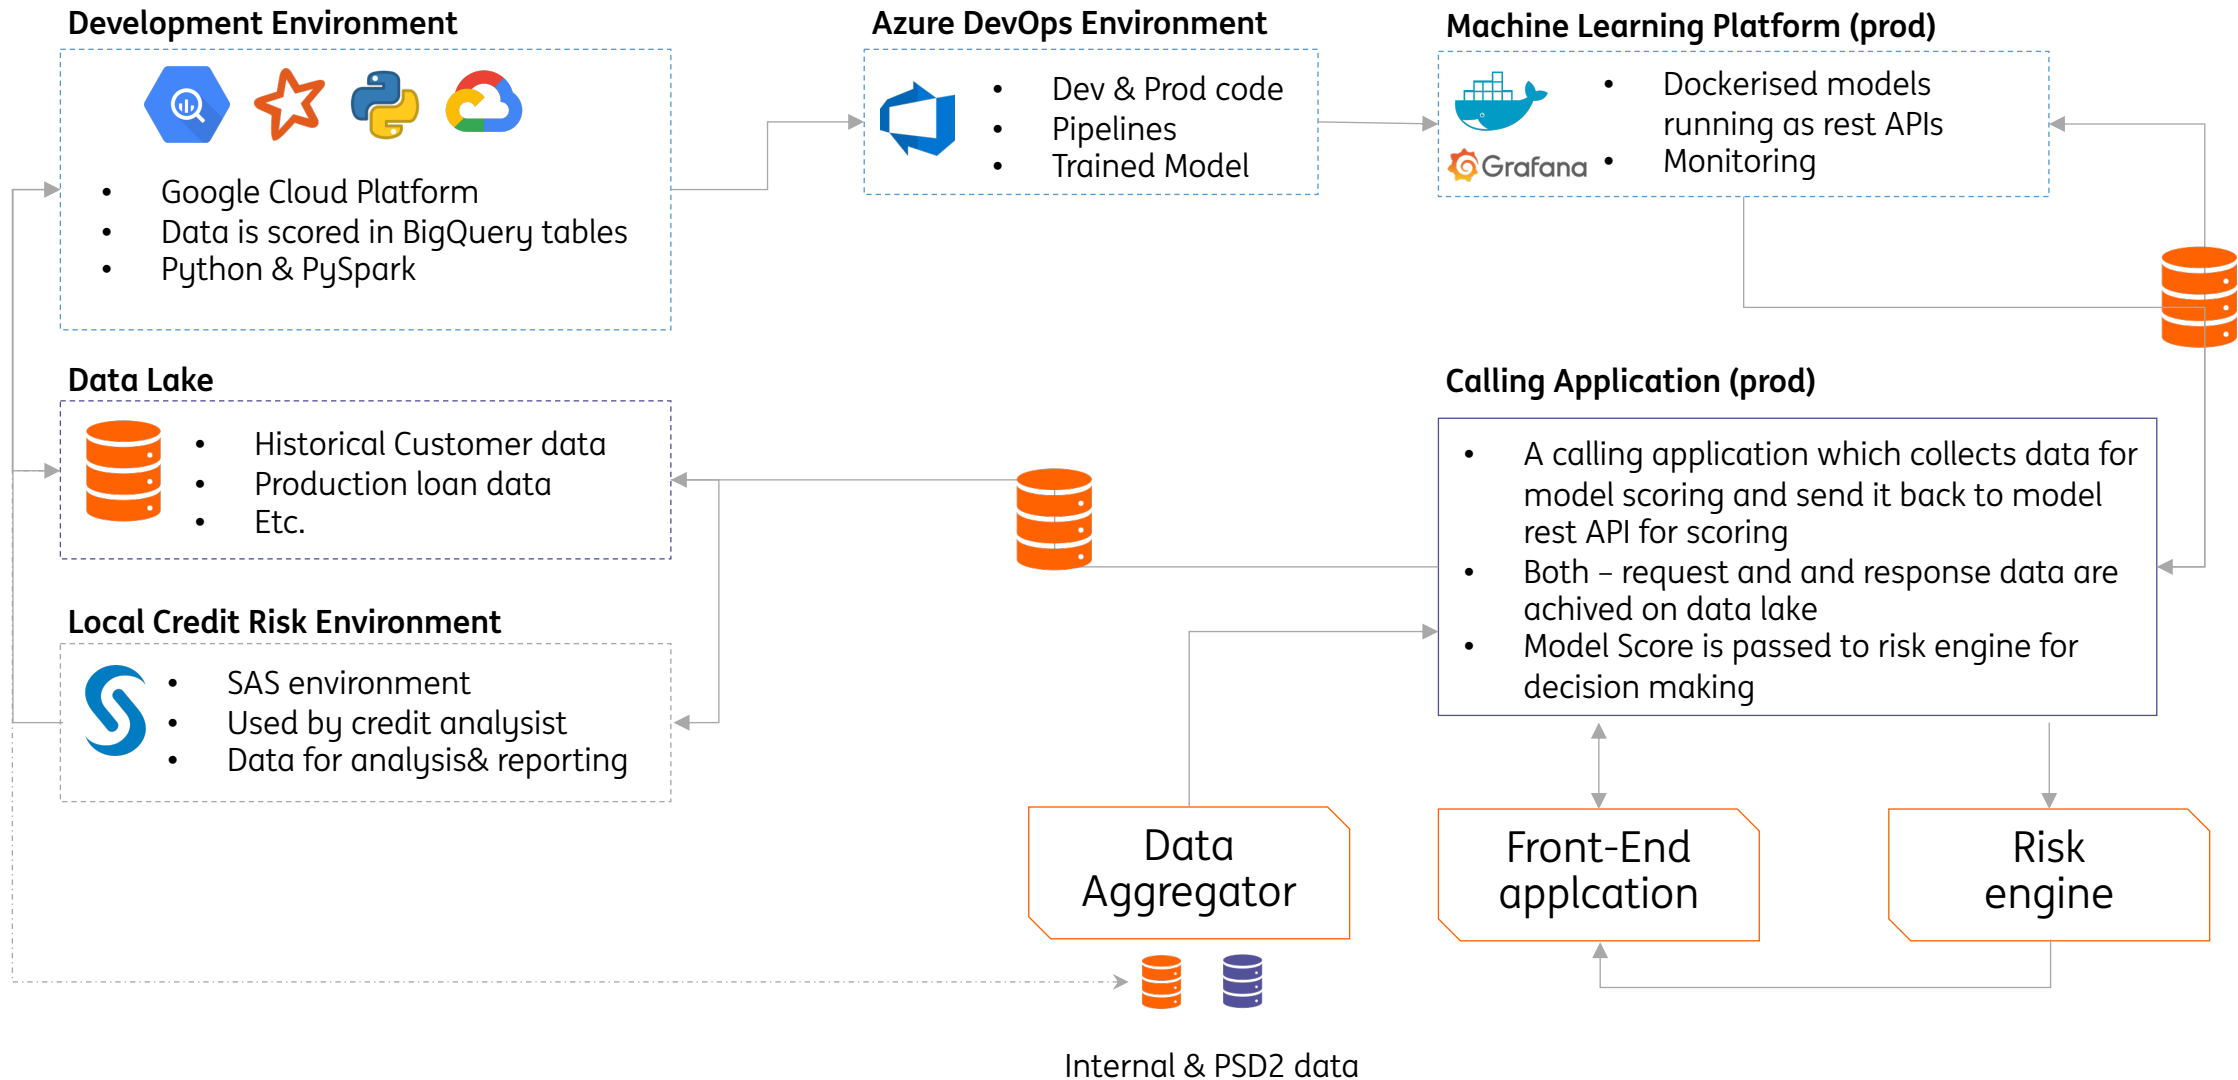 Development Environment
Google Cloud Platform
Data is scored in BigQuery tables
Python & PySpark
Azure DevOps Environment
Dev & Prod code
Pipelines
Trained Model
Machine Learning Platform (prod)
Grafana
Dockerised models
running as rest APIs
Monitoring
Data Lake
Historical Customer data
Production loan data
Etc.
Calling Application (prod)
A calling application which collects data for
model scoring and send it back to model
rest API for scoring
Both – request and and response data are
achived on data lake
Model Score is passed to risk engine for
decision making
Local Credit Risk Environment
SAS environment
Used by credit analysist
Data for analysis& reporting
Data
Aggregator
Front-End
applcation
Risk
engine
Internal & PSD2 data